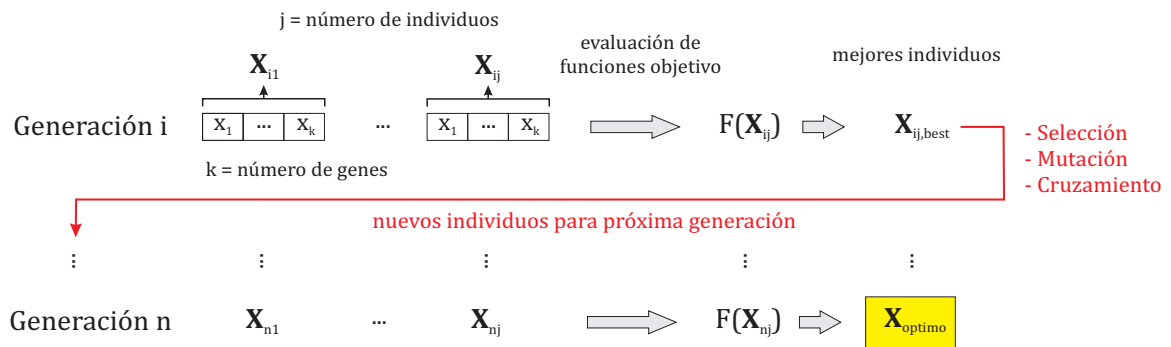 j = número de individuos
evaluación de
funciones objetivo
mejores individuos
X_i1
X_ij
Generación i
X_1 ... X_k
...
X_1 ... X_k
F(X_ij)
X_ij,best
- Selección
- Mutación
- Cruzamiento
k = número de genes
nuevos individuos para próxima generación
⋮ ⋮ ⋮ ⋮ ⋮
Generación n
X_n1
...
X_nj
F(X_nj)
X_optimo